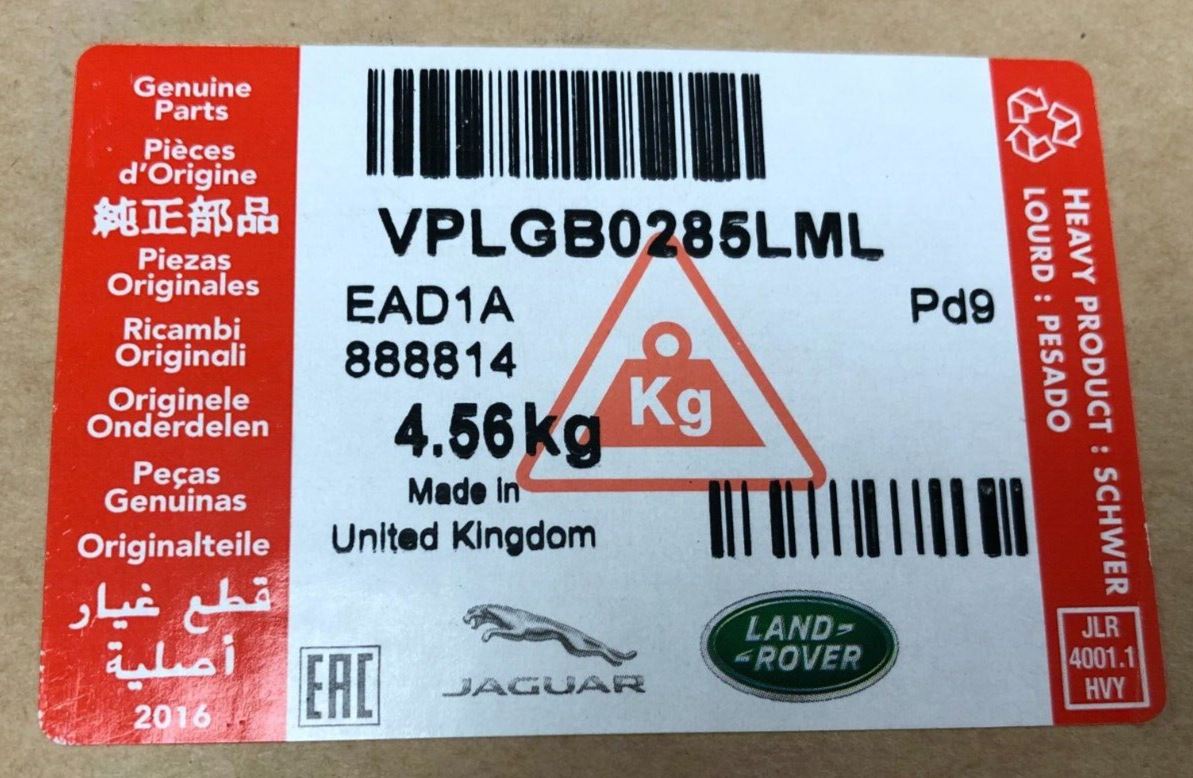 Genuine
Parts
Pièces
d'Origine
純正部品
Piezas
Originales
Ricambi
Originali
Originele
Onderdelen
Peças
Genuinas
Originalteile
قطع غيار
أصلية
2016
VPLGB0285LML
EAD1A
Pd9
888814
Kg
4.56kg
Made in
United Kingdom
EAC
JAGUAR
LAND-
-ROVER
HEAVY PRODUCT : SCHWER
LOURD : PESADO
JLR
4001.1
HVY